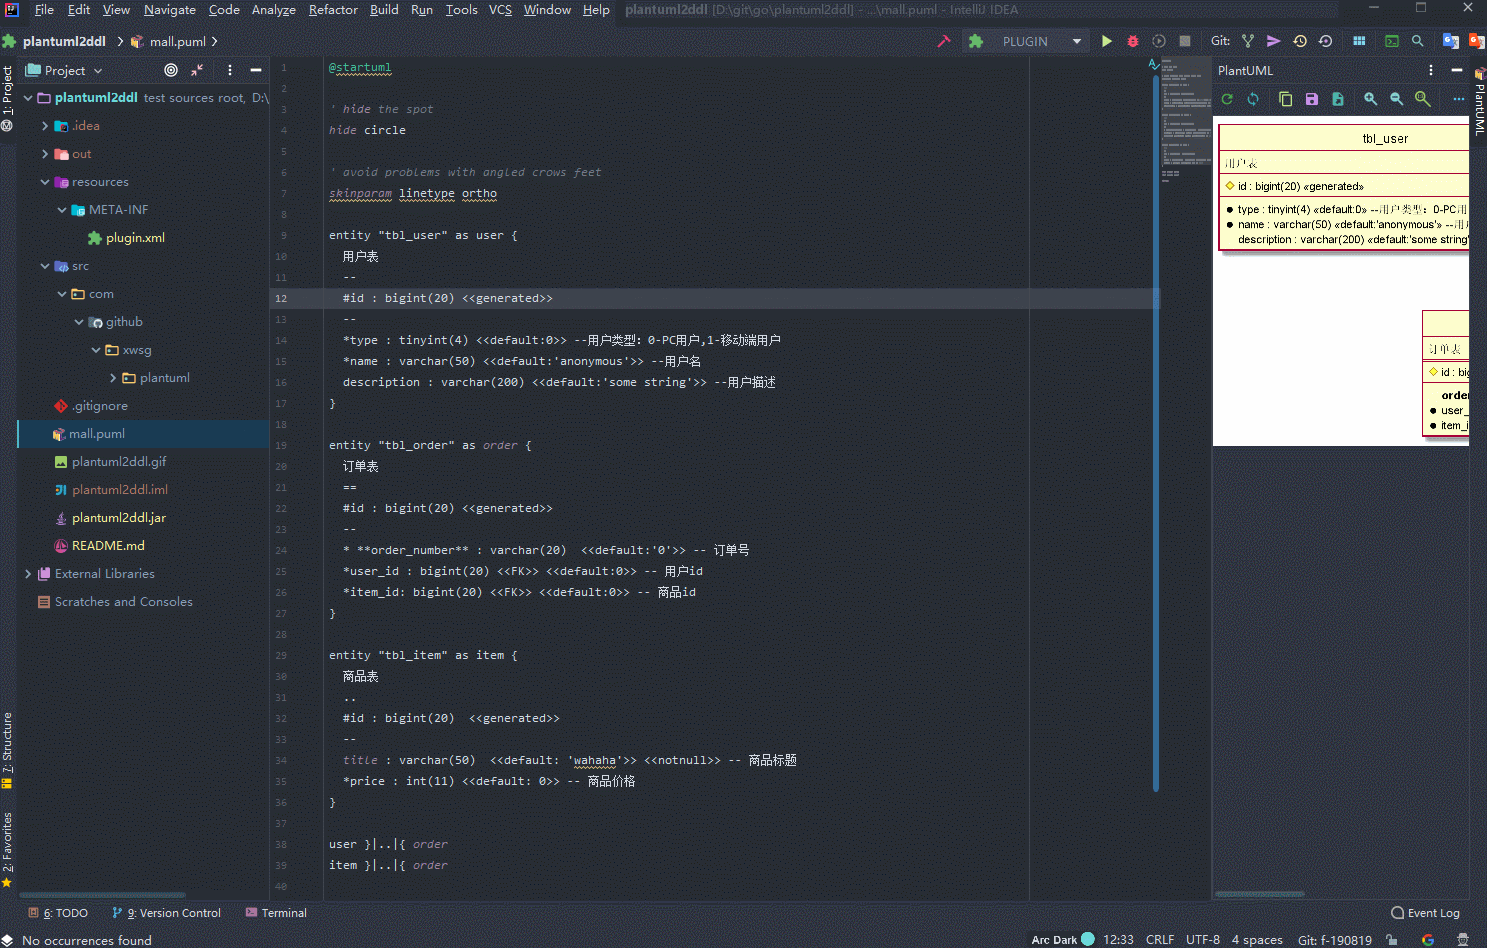 File Edit View Navigate Code Analyze Refactor Build Run Tools VCS Window Help plantuml2ddl [D:\git\go\plantuml2ddl] - ...\mall.puml - IntelliJ IDEA
plantuml2ddl mall.puml PLUGIN Git:
Project
PlantUML
1: Project
7: Structure
2: Favorites
PlantUML
plantuml2ddl test sources root, D:\
.idea
out
resources
META-INF
plugin.xml
src
com
github
xwsg
plantuml
.gitignore
mall.puml
plantuml2ddl.gif
plantuml2ddl.iml
plantuml2ddl.jar
README.md
External Libraries
Scratches and Consoles
1 @startuml
2
3 ' hide the spot
4 hide circle
5
6 ' avoid problems with angled crows feet
7 skinparam linetype ortho
8
9 entity "tbl_user" as user {
10 用户表
11 --
12 #id : bigint(20) <<generated>>
13 --
14 *type : tinyint(4) <<default:0>> --用户类型：0-PC用户,1-移动端用户
15 *name : varchar(50) <<default:'anonymous'>> --用户名
16 description : varchar(200) <<default:'some string'>> --用户描述
17 }
18
19 entity "tbl_order" as order {
20 订单表
21 ==
22 #id : bigint(20) <<generated>>
23 --
24 * **order_number** : varchar(20)  <<default:'0'>> -- 订单号
25 *user_id : bigint(20) <<FK>> <<default:0>> -- 用户id
26 *item_id: bigint(20) <<FK>> <<default:0>> -- 商品id
27 }
28
29 entity "tbl_item" as item {
30 商品表
31 ..
32 #id : bigint(20)  <<generated>>
33 --
34 title : varchar(50)  <<default: 'wahaha'>> <<notnull>> -- 商品标题
35 *price : int(11) <<default: 0>> -- 商品价格
36 }
37
38 user }|..|{ order
39 item }|..|{ order
40
tbl_user
用户表
id : bigint(20) «generated»
type : tinyint(4) «default:0» --用户类型：0-PC用
name : varchar(50) «default:'anonymous'» --用户
description : varchar(200) «default:'some string'
订单表
id : big
order
user_
item_i
6: TODO 9: Version Control Terminal Event Log
No occurrences found Arc Dark 12:33 CRLF UTF-8 4 spaces Git: f-190819